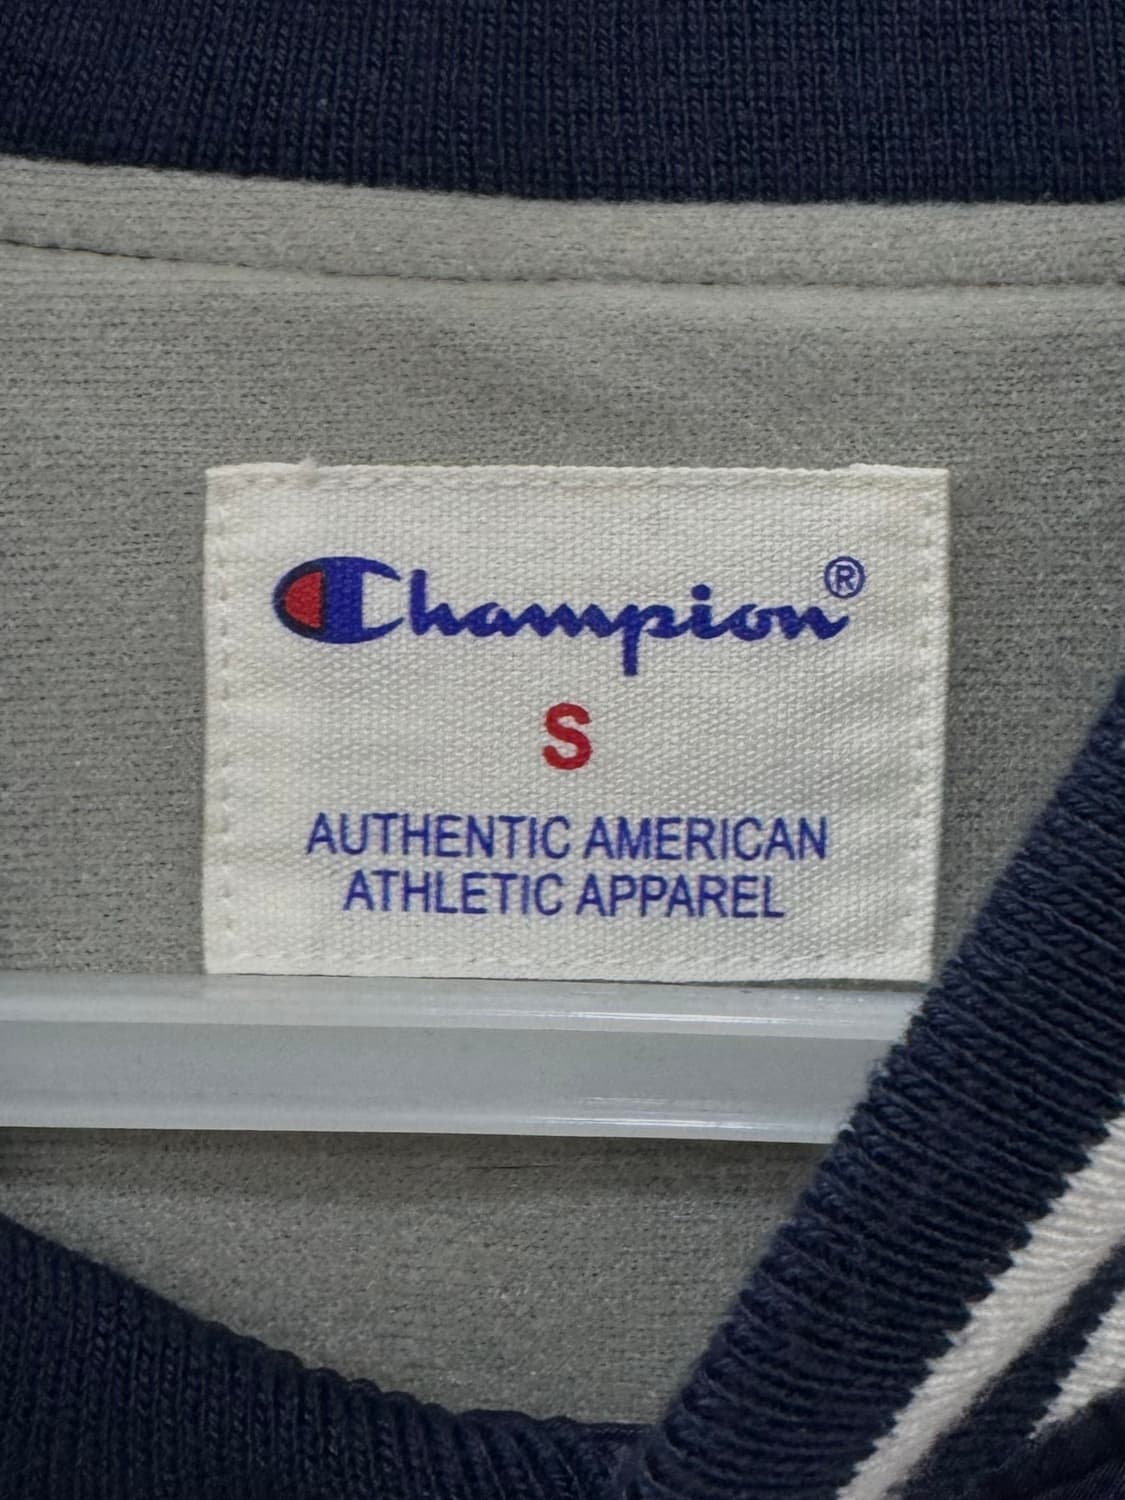 Champion®
S
AUTHENTIC AMERICAN
ATHLETIC APPAREL